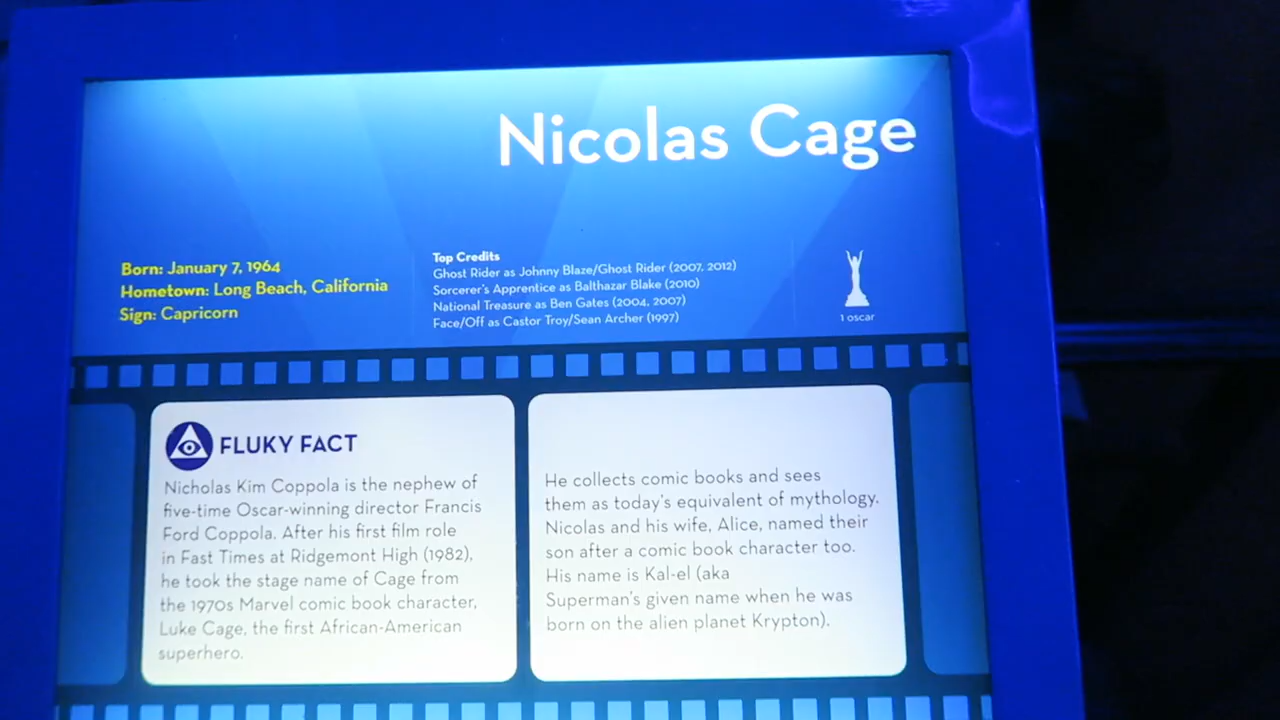 Nicolas Cage
Born: January 7, 1964
Hometown: Long Beach, California
Sign: Capricorn
Top Credits
Ghost Rider as Johnny Blaze/Ghost Rider (2007, 2012)
Sorcerer's Apprentice as Balthazar Blake (2010)
National Treasure as Ben Gates (2004, 2007)
Face/Off as Castor Troy/Sean Archer (1997)
1 oscar
FLUKY FACT
Nicholas Kim Coppola is the nephew of
five-time Oscar-winning director Francis
Ford Coppola. After his first film role
in Fast Times at Ridgemont High (1982),
he took the stage name of Cage from
the 1970s Marvel comic book character,
Luke Cage, the first African-American
superhero.
He collects comic books and sees
them as today's equivalent of mythology.
Nicolas and his wife, Alice, named their
son after a comic book character too.
His name is Kal-el (aka
Superman's given name when he was
born on the alien planet Krypton).